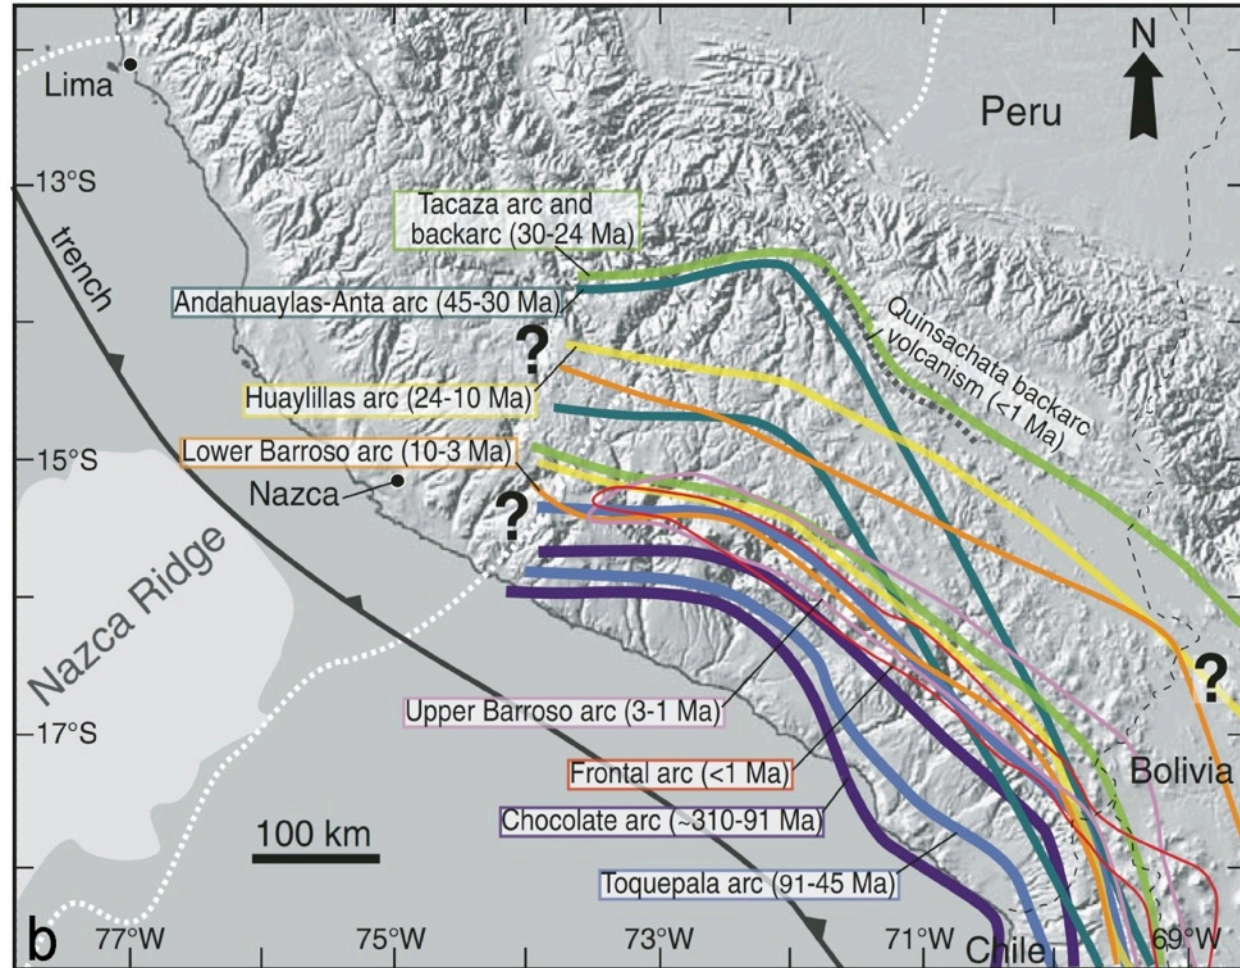 Lima
N
Peru
13°S
trench
Tacaza arc and
backarc (30-24 Ma)
Andahuaylas-Anta arc (45-30 Ma)
Quinsachata backarc
volcanism (<1 Ma)
?
Huaylillas arc (24-10 Ma)
Lower Barroso arc (10-3 Ma)
15°S
Nazca
?
Nazca Ridge
?
Upper Barroso arc (3-1 Ma)
17°S
Frontal arc (<1 Ma)
Bolivia
Chocolate arc (~310-91 Ma)
100 km
Toquepala arc (91-45 Ma)
b
77°W
75°W
73°W
71°W
Chile
69°W